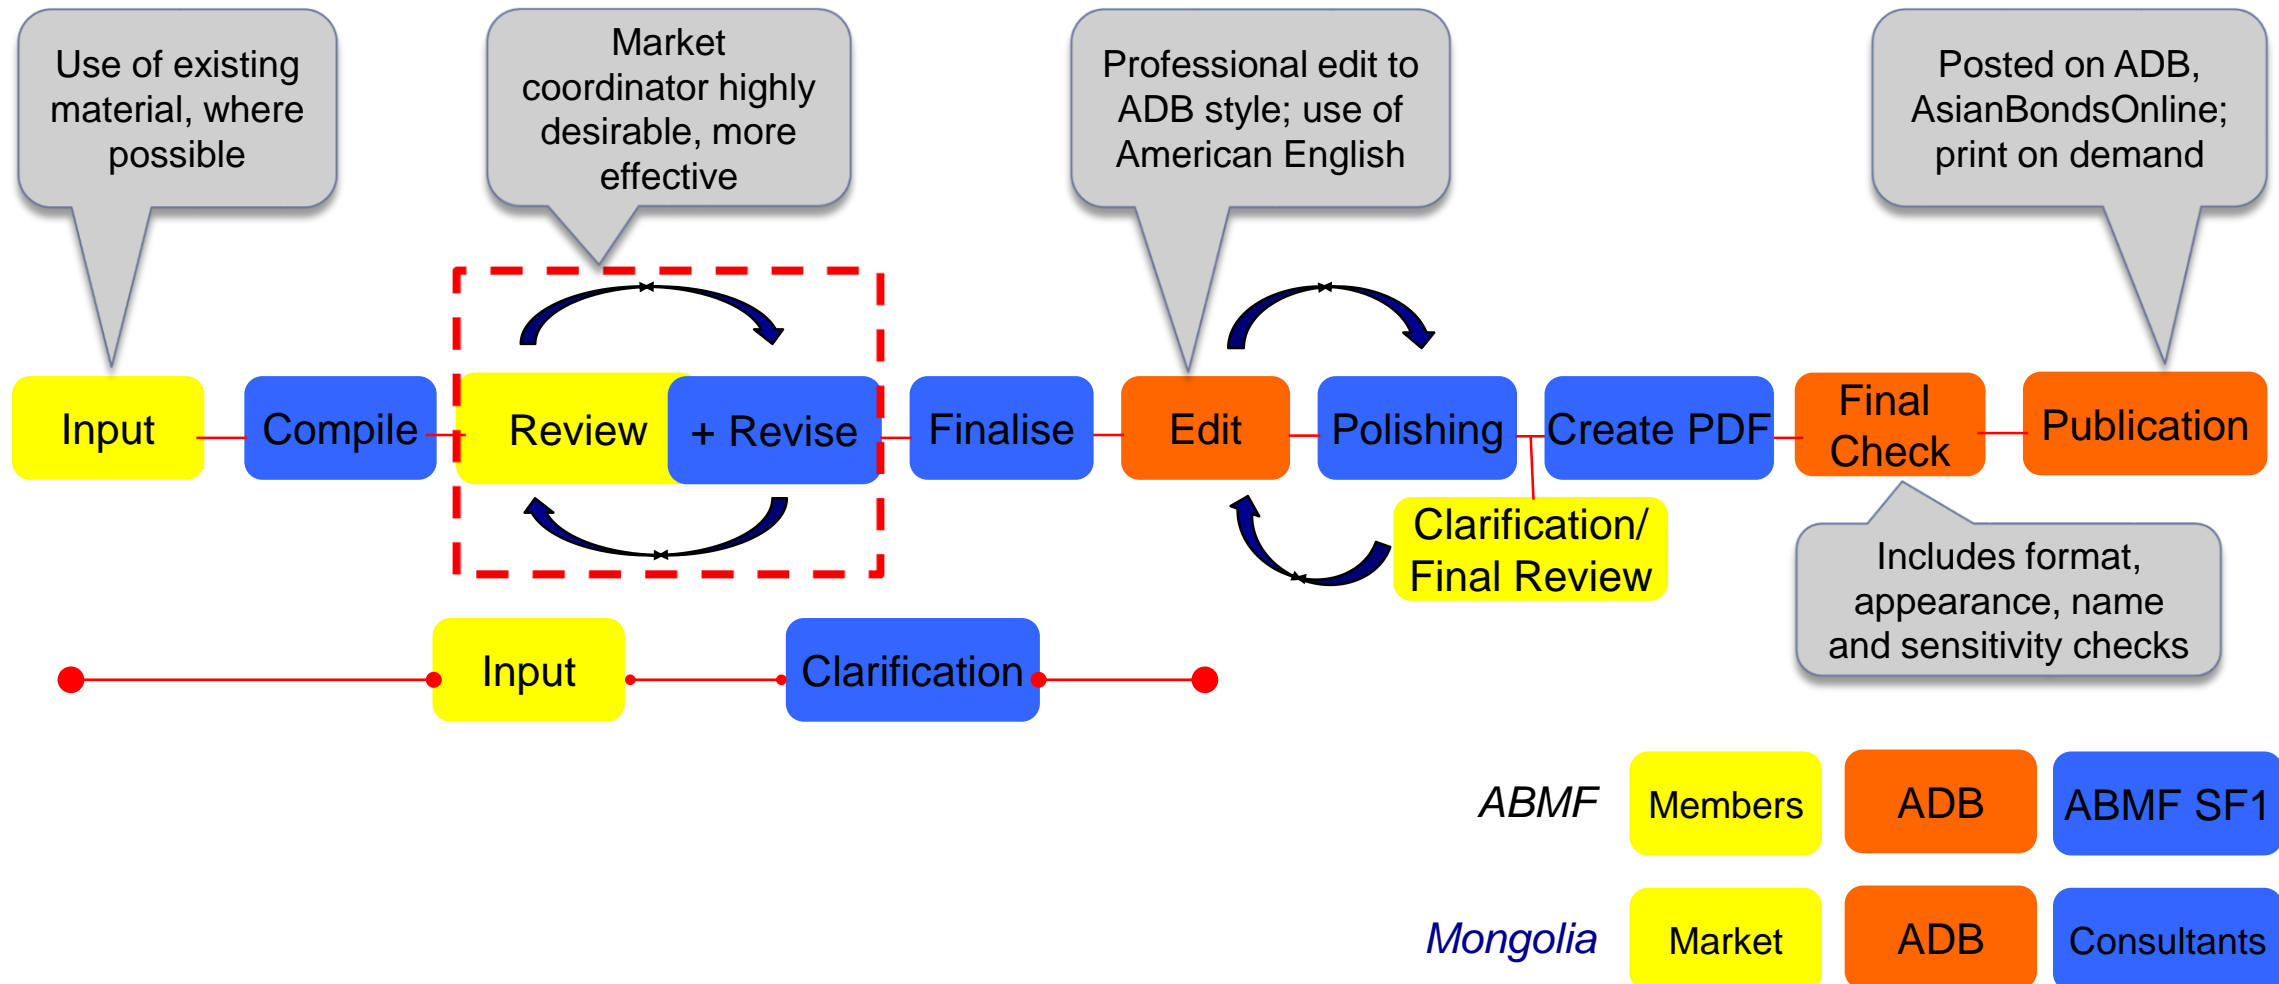 Use of existing
material, where
possible
Market
coordinator highly
desirable, more
effective
Professional edit to
ADB style; use of
American English
Posted on ADB,
AsianBondsOnline;
print on demand
Input
Compile
Review
+ Revise
Finalise
Edit
Polishing
Create PDF
Final
Check
Publication
Clarification/
Final Review
Includes format,
appearance, name
and sensitivity checks
Input
Clarification
ABMF
Members
ADB
ABMF SF1
Mongolia
Market
ADB
Consultants